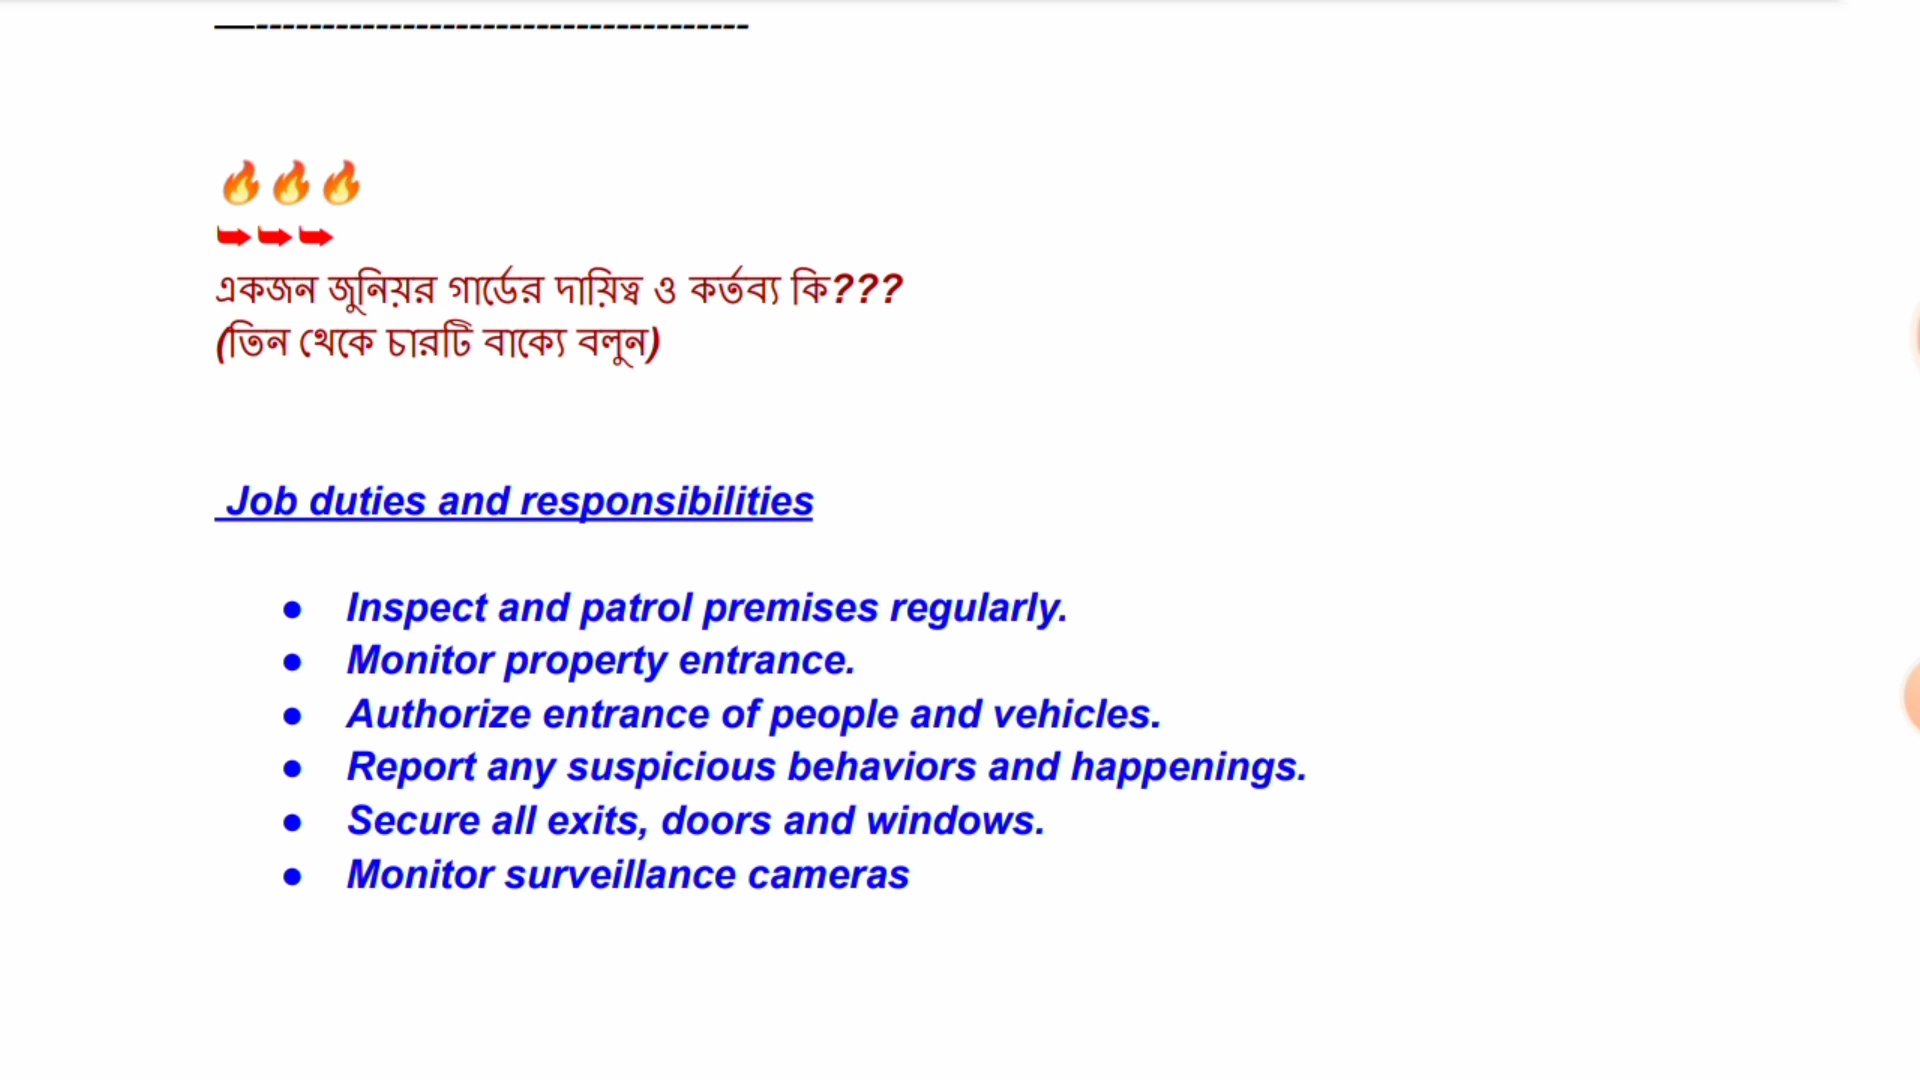 —-------------------------------------
🔥🔥🔥
➥➥➥
একজন জুনিয়র গার্ডের দায়িত্ব ও কর্তব্য কি???
(তিন থেকে চারটি বাক্যে বলুন)
Job duties and responsibilities
● Inspect and patrol premises regularly.
● Monitor property entrance.
● Authorize entrance of people and vehicles.
● Report any suspicious behaviors and happenings.
● Secure all exits, doors and windows.
● Monitor surveillance cameras